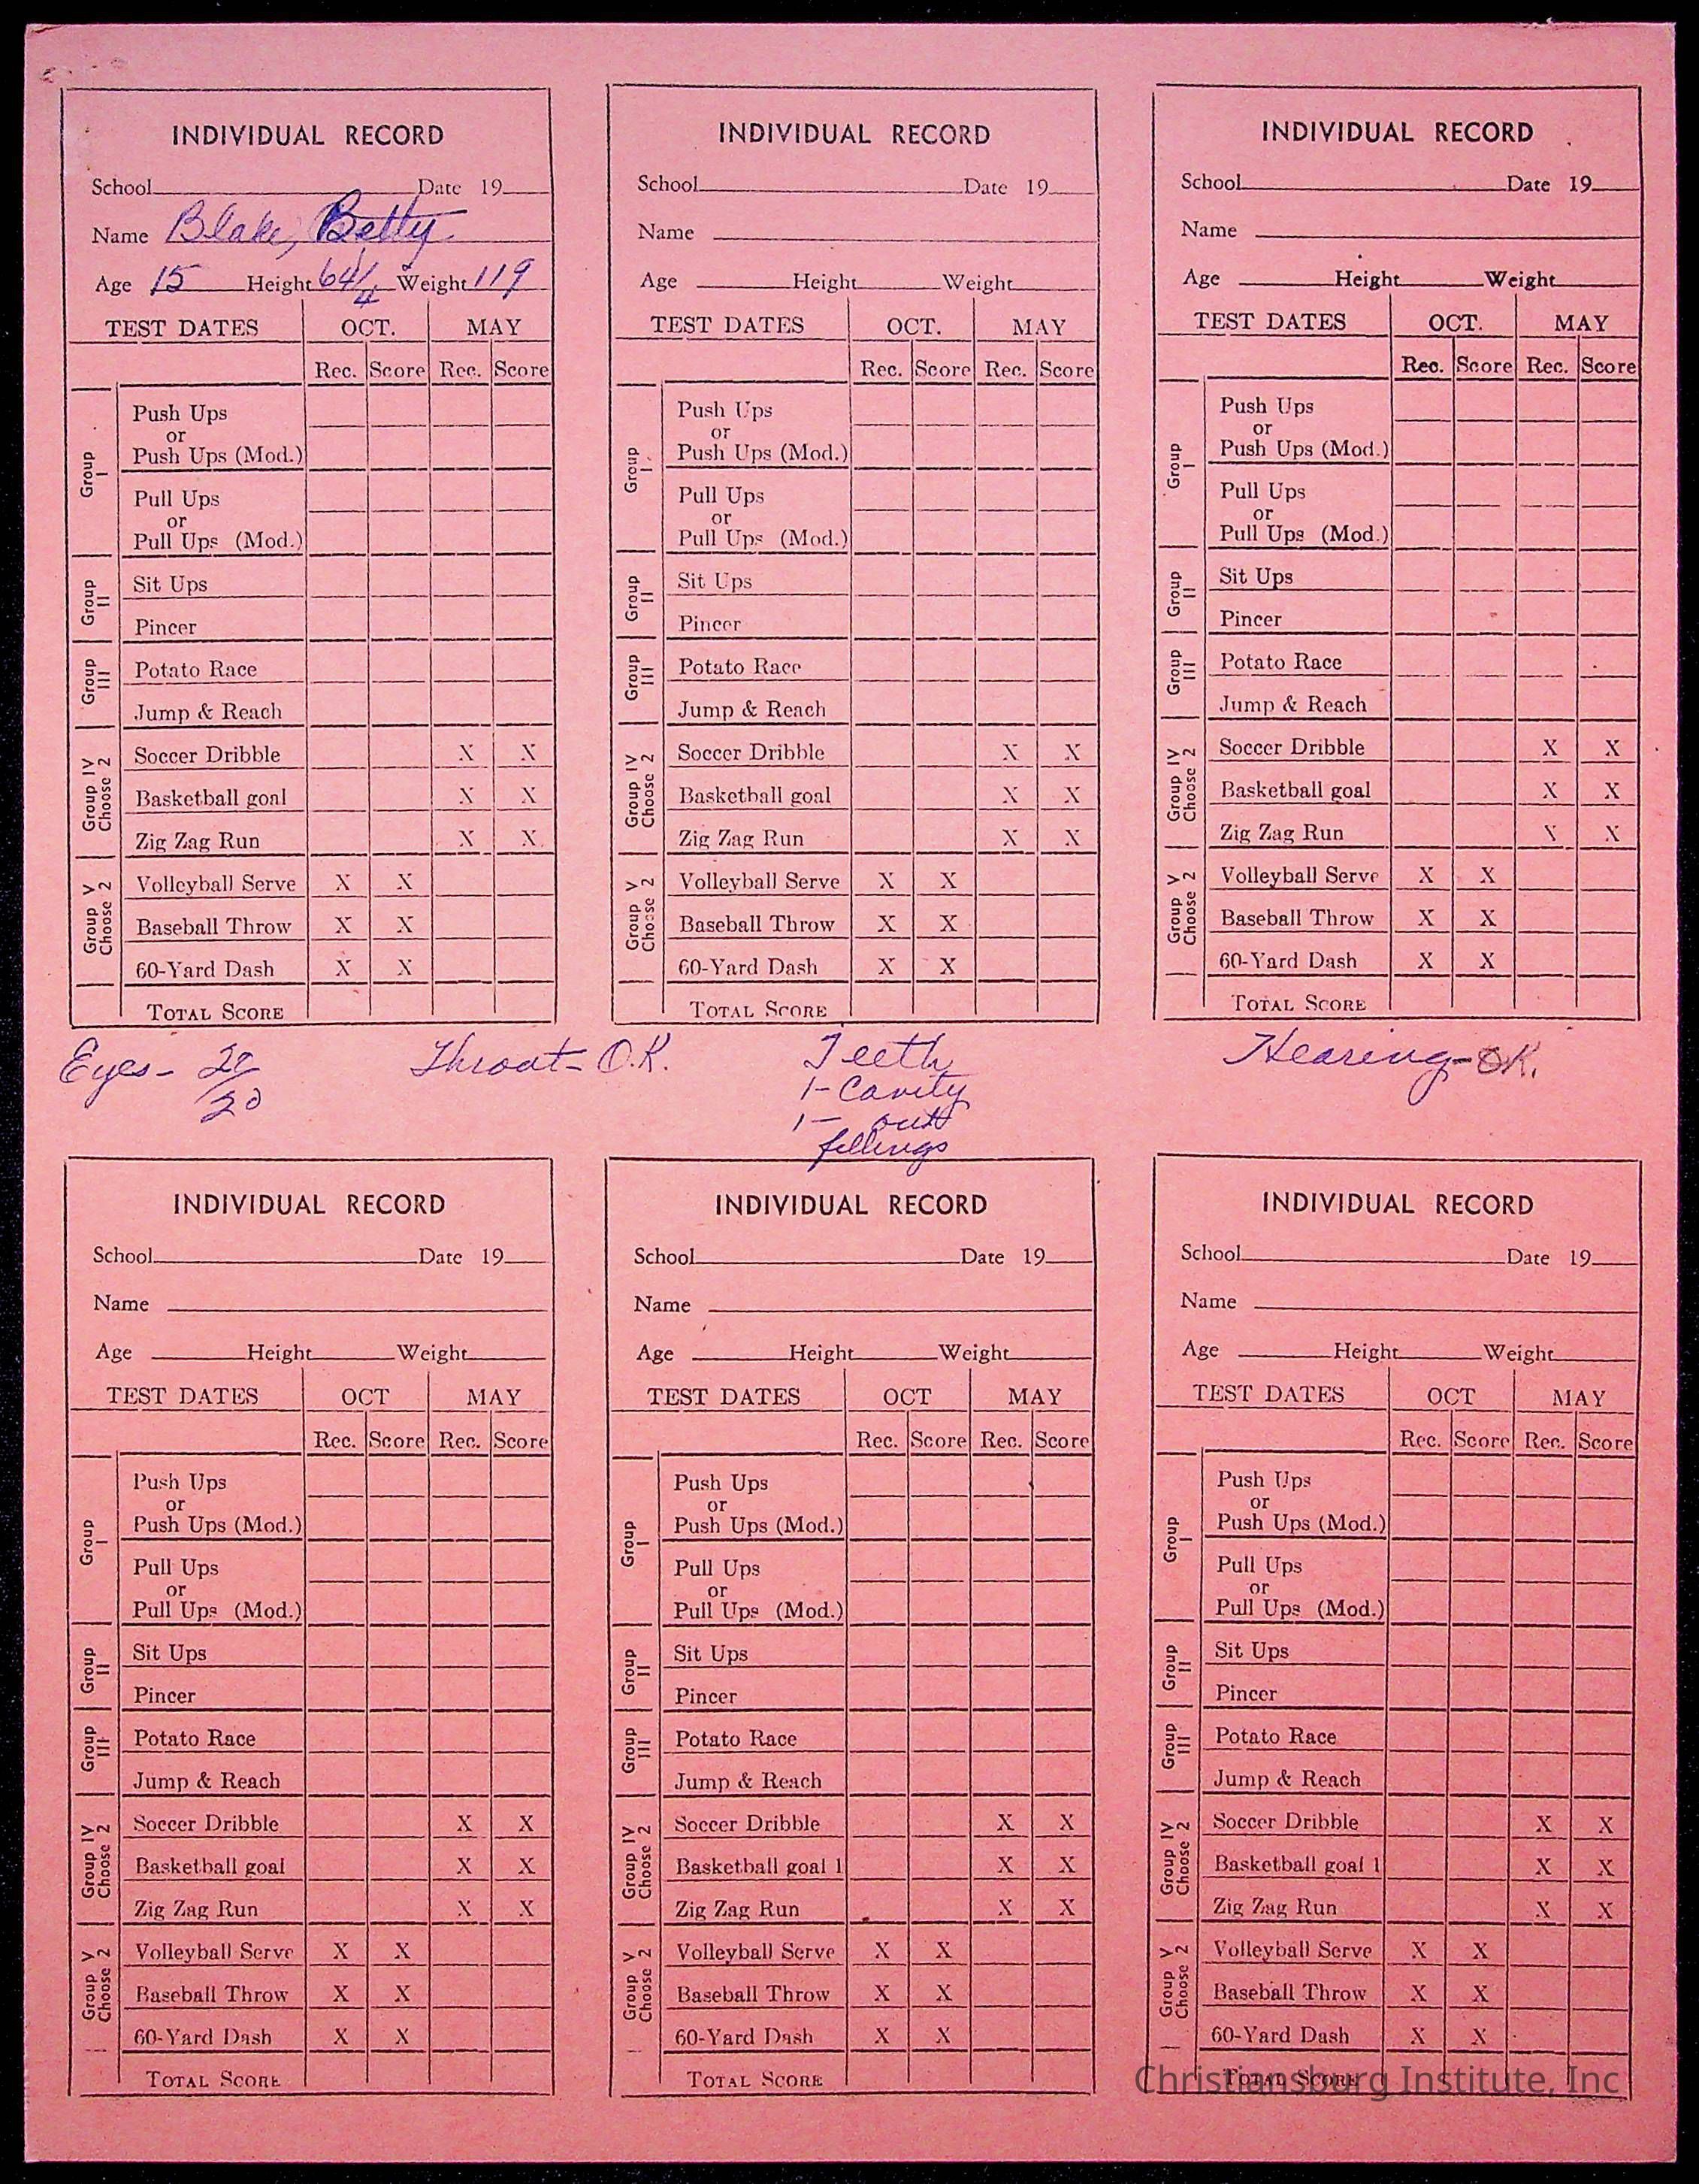 INDIVIDUAL RECORD
School Date 19
Name Blake, Betty
Age 15 Height 64 1/4 Weight 119
TEST DATES OCT. MAY
Rec. Score Rec. Score
Group I
Push Ups
or
Push Ups (Mod.)
Pull Ups
or
Pull Ups (Mod.)
Group II
Sit Ups
Pincer
Group III
Potato Race
Jump & Reach
Group IV Choose 2
Soccer Dribble X X
Basketball goal X X
Zig Zag Run X X
Group V Choose 2
Volleyball Serve X X
Baseball Throw X X
60-Yard Dash X X
TOTAL SCORE
INDIVIDUAL RECORD
School Date 19
Name
Age Height Weight
TEST DATES OCT. MAY
Rec. Score Rec. Score
Group I
Push Ups
or
Push Ups (Mod.)
Pull Ups
or
Pull Ups (Mod.)
Group II
Sit Ups
Pincer
Group III
Potato Race
Jump & Reach
Group IV Choose 2
Soccer Dribble X X
Basketball goal X X
Zig Zag Run X X
Group V Choose 2
Volleyball Serve X X
Baseball Throw X X
60-Yard Dash X X
TOTAL SCORE
INDIVIDUAL RECORD
School Date 19
Name
Age Height Weight
TEST DATES OCT. MAY
Rec. Score Rec. Score
Group I
Push Ups
or
Push Ups (Mod.)
Pull Ups
or
Pull Ups (Mod.)
Group II
Sit Ups
Pincer
Group III
Potato Race
Jump & Reach
Group IV Choose 2
Soccer Dribble X X
Basketball goal X X
Zig Zag Run X X
Group V Choose 2
Volleyball Serve X X
Baseball Throw X X
60-Yard Dash X X
TOTAL SCORE
Eyes - 20/20
Throat - O.K.
Teeth
1 - Cavity
1 - out
fillings
Hearing - OK.
INDIVIDUAL RECORD
School Date 19
Name
Age Height Weight
TEST DATES OCT MAY
Rec. Score Rec. Score
Group I
Push Ups
or
Push Ups (Mod.)
Pull Ups
or
Pull Ups (Mod.)
Group II
Sit Ups
Pincer
Group III
Potato Race
Jump & Reach
Group IV Choose 2
Soccer Dribble X X
Basketball goal X X
Zig Zag Run X X
Group V Choose 2
Volleyball Serve X X
Baseball Throw X X
60-Yard Dash X X
TOTAL SCORE
INDIVIDUAL RECORD
School Date 19
Name
Age Height Weight
TEST DATES OCT MAY
Rec. Score Rec. Score
Group I
Push Ups
or
Push Ups (Mod.)
Pull Ups
or
Pull Ups (Mod.)
Group II
Sit Ups
Pincer
Group III
Potato Race
Jump & Reach
Group IV Choose 2
Soccer Dribble X X
Basketball goal 1 X X
Zig Zag Run X X
Group V Choose 2
Volleyball Serve X X
Baseball Throw X X
60-Yard Dash X X
TOTAL SCORE
INDIVIDUAL RECORD
School Date 19
Name
Age Height Weight
TEST DATES OCT MAY
Rec. Score Rec. Score
Group I
Push Ups
or
Push Ups (Mod.)
Pull Ups
or
Pull Ups (Mod.)
Group II
Sit Ups
Pincer
Group III
Potato Race
Jump & Reach
Group IV Choose 2
Soccer Dribble X X
Basketball goal 1 X X
Zig Zag Run X X
Group V Choose 2
Volleyball Serve X X
Baseball Throw X X
60-Yard Dash X X
TOTAL SCORE
Christiansburg Institute, Inc